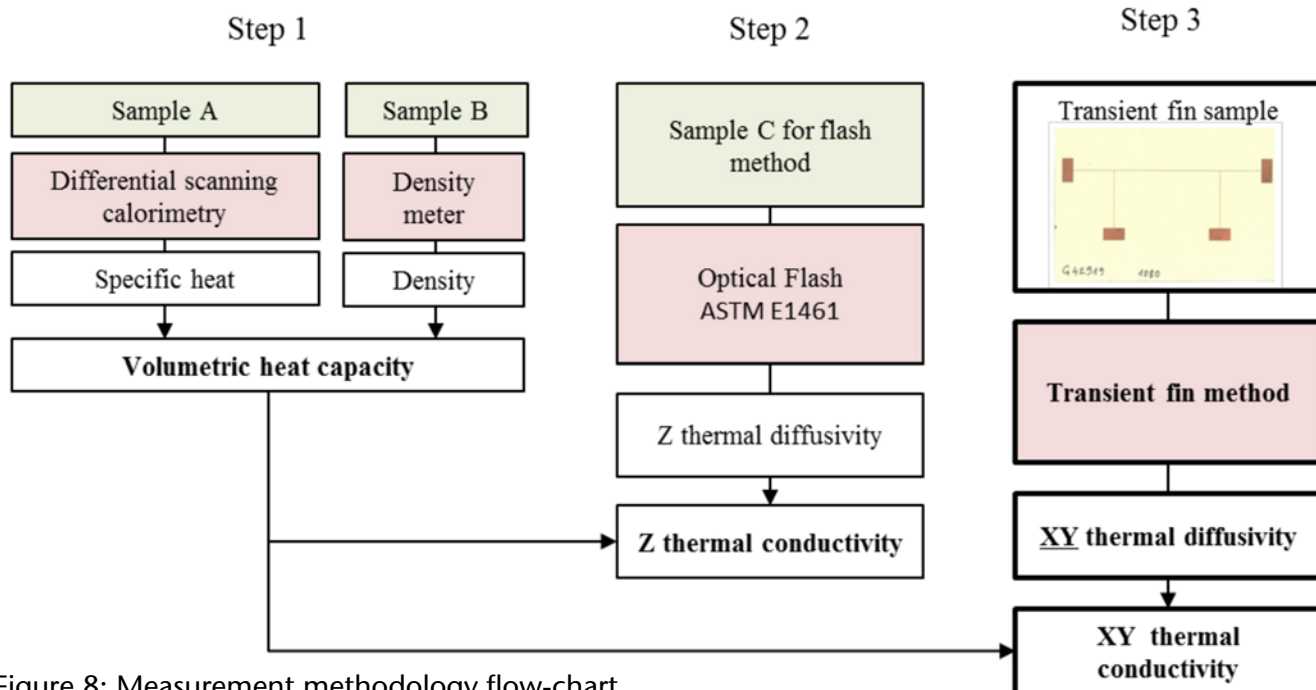 Step 1
Step 2
Step 3
Sample A
Sample B
Differential scanning
calorimetry
Density
meter
Specific heat
Density
Volumetric heat capacity
Sample C for flash
method
Optical Flash
ASTM E1461
Z thermal diffusivity
Z thermal conductivity
Transient fin sample
G42919 1080
Transient fin method
XY thermal diffusivity
XY thermal
conductivity
Figure 8: Measurement methodology flow-chart